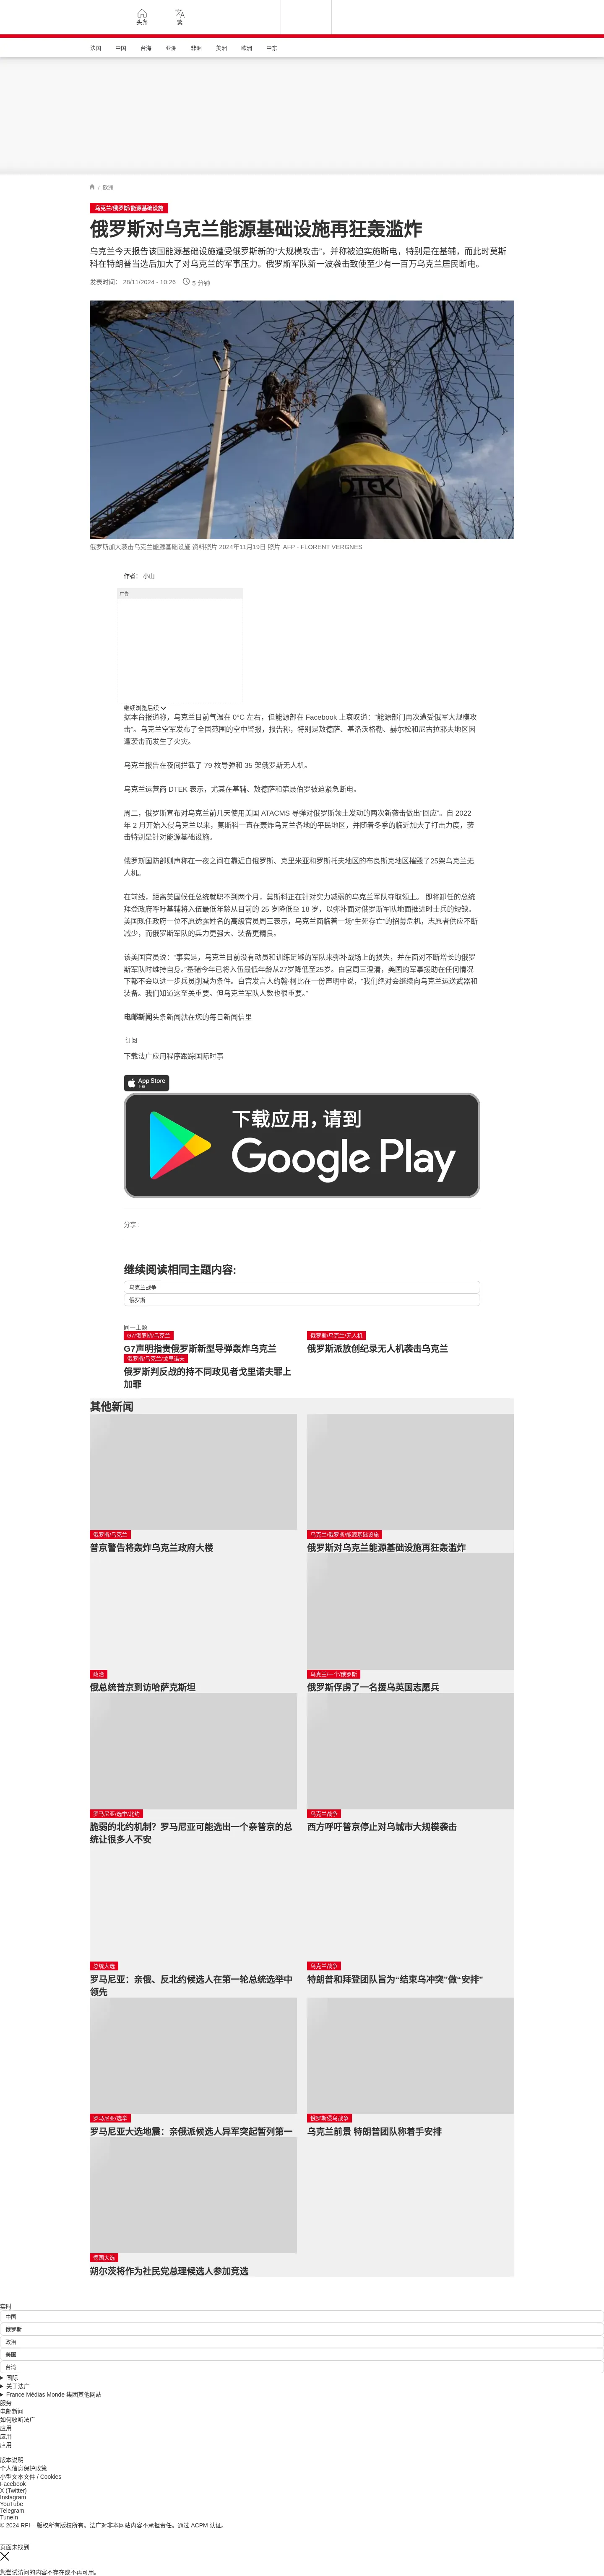 头条
繁
法国
中国
台海
亚洲
非洲
美洲
欧洲
中东
/ 欧洲
乌克兰/俄罗斯/能源基础设施
俄罗斯对乌克兰能源基础设施再狂轰滥炸
乌克兰今天报告该国能源基础设施遭受俄罗斯新的“大规模攻击”，并称被迫实施断电，特别是在基辅，而此时莫斯
科在特朗普当选后加大了对乌克兰的军事压力。俄罗斯军队新一波袭击致使至少有一百万乌克兰居民断电。
发表时间： 28/11/2024 - 10:26 5 分钟
DTEK
俄罗斯加大袭击乌克兰能源基础设施 资料照片 2024年11月19日 照片 AFP - FLORENT VERGNES
作者： 小山
广告
继续浏览后续
据本台报道称，乌克兰目前气温在 0°C 左右，但能源部在 Facebook 上哀叹道：“能源部门再次遭受俄军大规模攻
击”。乌克兰空军发布了全国范围的空中警报，报告称，特别是敖德萨、基洛沃格勒、赫尔松和尼古拉耶夫地区因
遭袭击而发生了火灾。
乌克兰报告在夜间拦截了 79 枚导弹和 35 架俄罗斯无人机。
乌克兰运营商 DTEK 表示，尤其在基辅、敖德萨和第聂伯罗被迫紧急断电。
周二，俄罗斯宣布对乌克兰前几天使用美国 ATACMS 导弹对俄罗斯领土发动的两次新袭击做出“回应”。自 2022
年 2 月开始入侵乌克兰以来，莫斯科一直在轰炸乌克兰各地的平民地区，并随着冬季的临近加大了打击力度，袭
击特别是针对能源基础设施。
俄罗斯国防部则声称在一夜之间在靠近白俄罗斯、克里米亚和罗斯托夫地区的布良斯克地区摧毁了25架乌克兰无
人机。
在前线，距离美国候任总统就职不到两个月，莫斯科正在针对实力减弱的乌克兰军队夺取领土。 即将卸任的总统
拜登政府呼吁基辅将入伍最低年龄从目前的 25 岁降低至 18 岁，以弥补面对俄罗斯军队地面推进时士兵的短缺。
美国现任政府一位不愿透露姓名的高级官员周三表示，乌克兰面临着一场“生死存亡”的招募危机，志愿者供应不断
减少，而俄罗斯军队的兵力更强大、装备更精良。
该美国官员说：“事实是，乌克兰目前没有动员和训练足够的军队来弥补战场上的损失，并在面对不断增长的俄罗
斯军队时维持自身。”基辅今年已将入伍最低年龄从27岁降低至25岁。白宫周三澄清，美国的军事援助在任何情况
下都不会以进一步兵员削减为条件。白宫发言人约翰·柯比在一份声明中说，“我们绝对会继续向乌克兰运送武器和
装备。我们知道这至关重要。但乌克兰军队人数也很重要。”
电邮新闻头条新闻就在您的每日新闻信里
订阅
下载法广应用程序跟踪国际时事
App Store
下载
下载应用，请到
Google Play
分享 :
继续阅读相同主题内容:
乌克兰战争
俄罗斯
同一主题
G7/俄罗斯/乌克兰
G7声明指责俄罗斯新型导弹轰炸乌克兰
俄罗斯/乌克兰/无人机
俄罗斯派放创纪录无人机袭击乌克兰
俄罗斯/乌克兰/戈里诺夫
俄罗斯判反战的持不同政见者戈里诺夫罪上
加罪
其他新闻
俄罗斯/乌克兰
普京警告将轰炸乌克兰政府大楼
乌克兰/俄罗斯/能源基础设施
俄罗斯对乌克兰能源基础设施再狂轰滥炸
政治
俄总统普京到访哈萨克斯坦
乌克兰/一个/俄罗斯
俄罗斯俘虏了一名援乌英国志愿兵
罗马尼亚/选举/北约
脆弱的北约机制？罗马尼亚可能选出一个亲普京的总
统让很多人不安
乌克兰战争
西方呼吁普京停止对乌城市大规模袭击
总统大选
罗马尼亚：亲俄、反北约候选人在第一轮总统选举中
领先
乌克兰战争
特朗普和拜登团队旨为“结束乌冲突”做“安排”
罗马尼亚/选举
罗马尼亚大选地震：亲俄派候选人异军突起暂列第一
俄罗斯侵乌战争
乌克兰前景 特朗普团队称着手安排
德国大选
朔尔茨将作为社民党总理候选人参加竞选
实时
中国
俄罗斯
政治
美国
台湾
国际
关于法广
France Médias Monde 集团其他网站
服务
电邮新闻
如何收听法广
应用
应用
应用
版本说明
个人信息保护政策
小型文本文件 / Cookies
Facebook
X (Twitter)
Instagram
YouTube
Telegram
TuneIn
© 2024 RFI – 版权所有版权所有。法广对非本网站内容不承担责任。通过 ACPM 认证。
页面未找到
您尝试访问的内容不存在或不再可用。